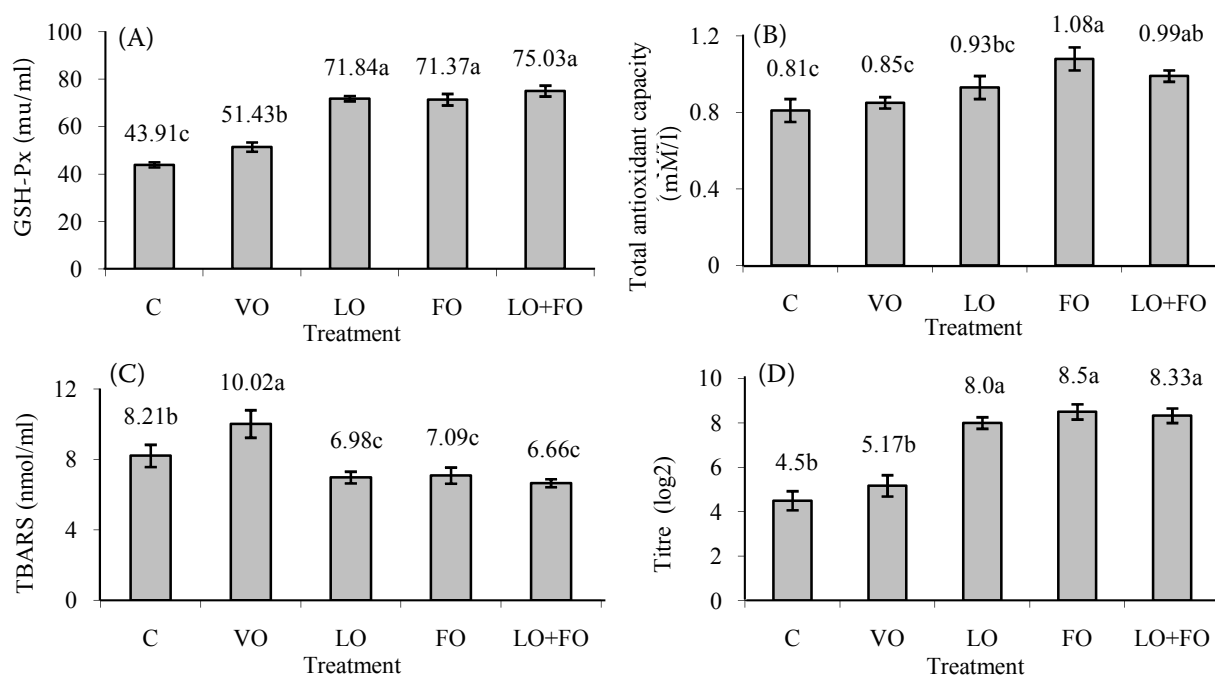 (A)
GSH-Px (mu/ml)
100
80
60
40
20
0
43.91c
51.43b
71.84a
71.37a
75.03a
C VO LO FO LO+FO
Treatment
(B)
Total antioxidant capacity
(mM/l)
1.2
0.8
0.4
0
0.81c
0.85c
0.93bc
1.08a
0.99ab
C VO LO FO LO+FO
Treatment
(C)
TBARS (nmol/ml)
12
8
4
0
8.21b
10.02a
6.98c
7.09c
6.66c
C VO LO FO LO+FO
Treatment
(D)
Titre (log2)
10
8
6
4
2
0
4.5b
5.17b
8.0a
8.5a
8.33a
C VO LO FO LO+FO
Treatment